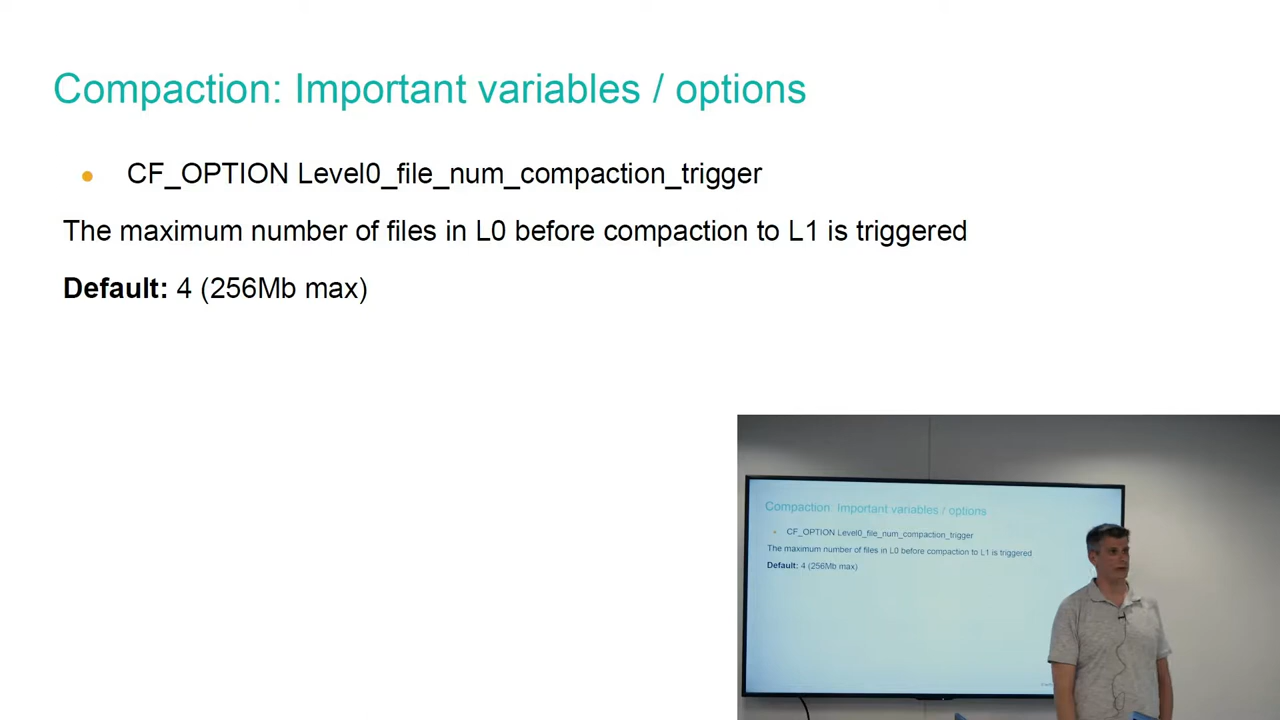 Compaction: Important variables / options
CF_OPTION Level0_file_num_compaction_trigger
The maximum number of files in L0 before compaction to L1 is triggered
Default: 4 (256Mb max)
Compaction: Important variables / options
CF_OPTION Level0_file_num_compaction_trigger
The maximum number of files in L0 before compaction to L1 is triggered
Default: 4 (256Mb max)